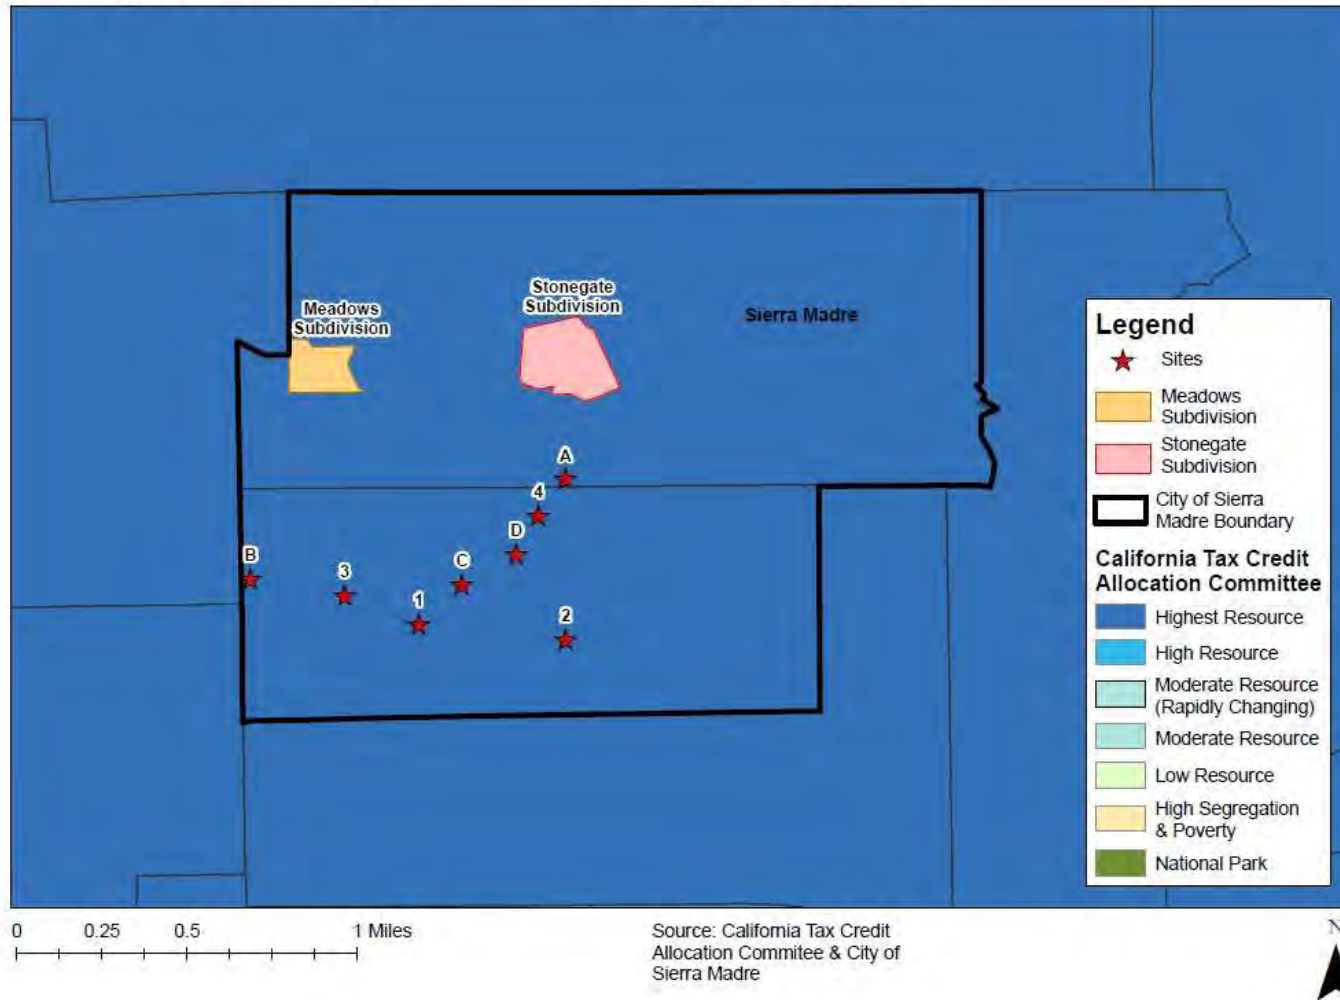 Stonegate
Subdivision
Meadows
Subdivision
Sierra Madre
A
4
D
B
C
3
1
2
Legend
Sites
Meadows
Subdivision
Stonegate
Subdivision
City of Sierra
Madre Boundary
California Tax Credit
Allocation Committee
Highest Resource
High Resource
Moderate Resource
(Rapidly Changing)
Moderate Resource
Low Resource
High Segregation
& Poverty
National Park
0 0.25 0.5 1 Miles
Source: California Tax Credit
Allocation Commitee & City of
Sierra Madre
N